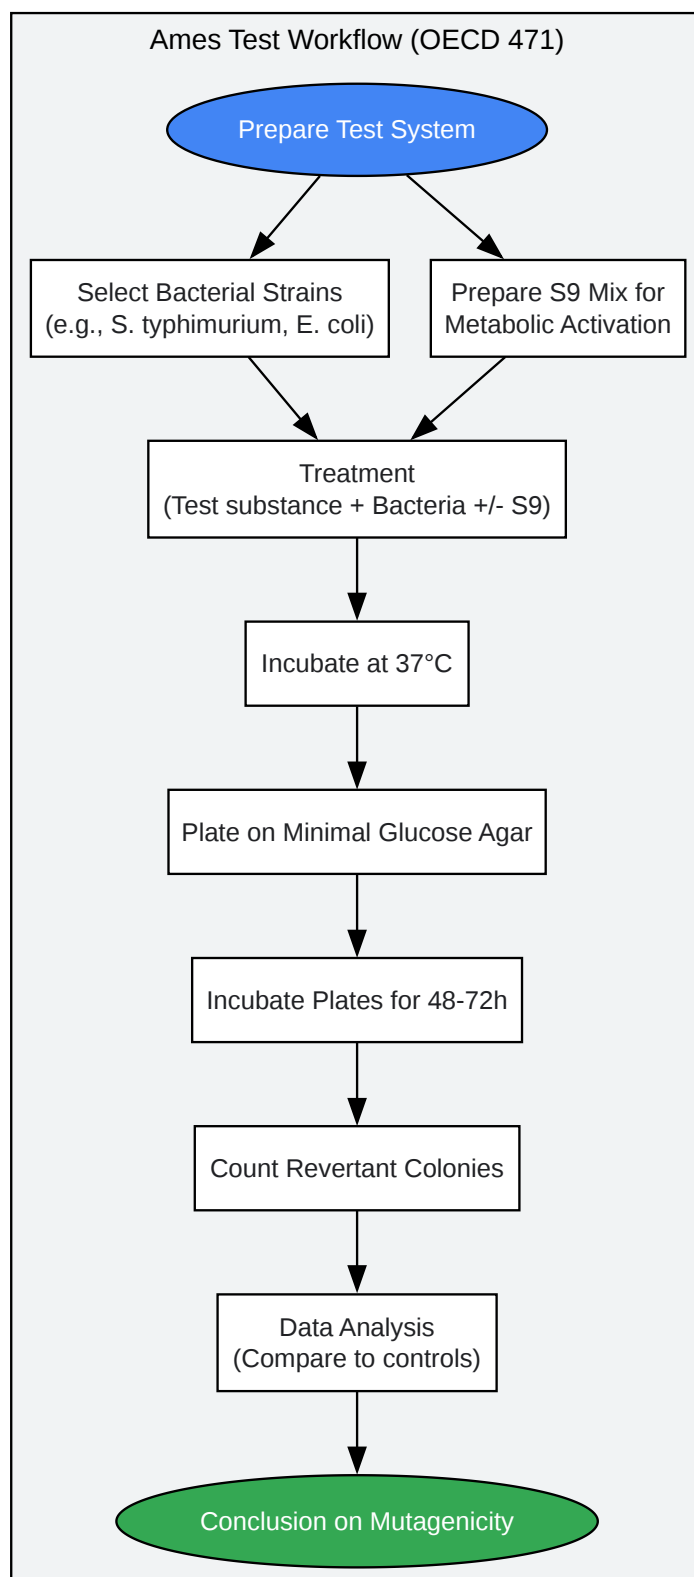 Ames Test Workflow (OECD 471)
Prepare Test System
Select Bacterial Strains
(e.g., S. typhimurium, E. coli)
Prepare S9 Mix for
Metabolic Activation
Treatment
(Test substance + Bacteria +/- S9)
Incubate at 37°C
Plate on Minimal Glucose Agar
Incubate Plates for 48-72h
Count Revertant Colonies
Data Analysis
(Compare to controls)
Conclusion on Mutagenicity